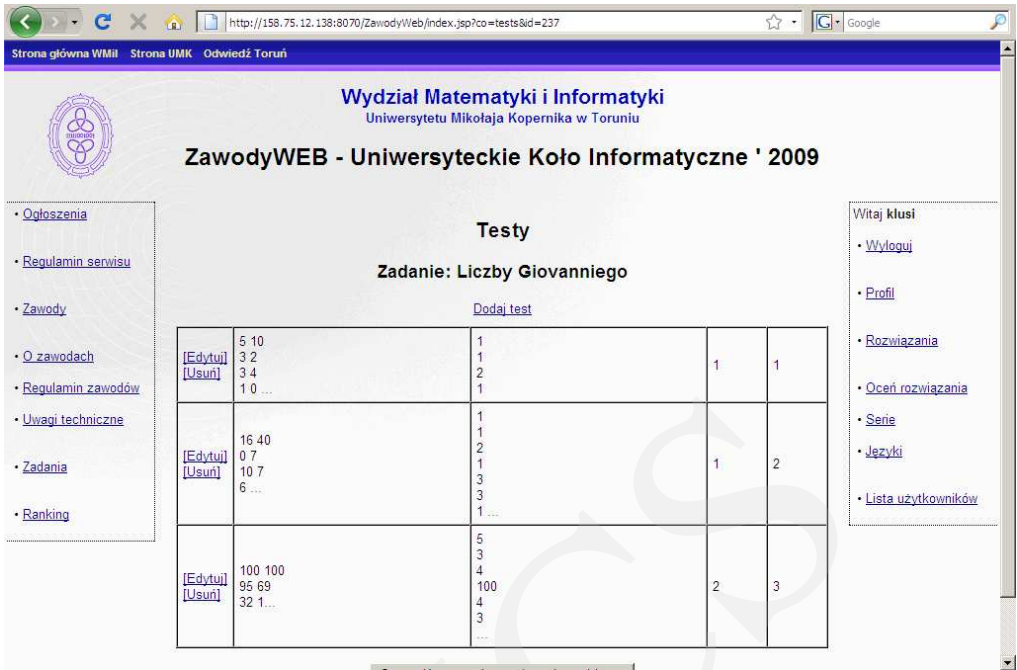 http://158.75.12.138:8070/ZawodyWeb/index.jsp?co=tests&id=237
Google
Strona główna WMiI Strona UMK Odwiedź Toruń
Wydział Matematyki i Informatyki
Uniwersytetu Mikołaja Kopernika w Toruniu
ZawodyWEB - Uniwersyteckie Koło Informatyczne ' 2009
• Ogłoszenia
• Regulamin serwisu
• Zawody
• O zawodach
• Regulamin zawodów
• Uwagi techniczne
• Zadania
• Ranking
Testy
Zadanie: Liczby Giovanniego
Dodaj test
[Edytuj]
[Usuń]
5 10
3 2
3 4
1 0 ...
1
1
2
1
1
1
[Edytuj]
[Usuń]
16 40
0 7
10 7
6 ...
1
1
2
1
3
3
1 ...
1
2
[Edytuj]
[Usuń]
100 100
95 69
32 1...
5
3
4
100
4
3
...
2
3
Witaj klusi
• Wyloguj
• Profil
• Rozwiązania
• Oceń rozwiązania
• Serie
• Języki
• Lista użytkowników
CS